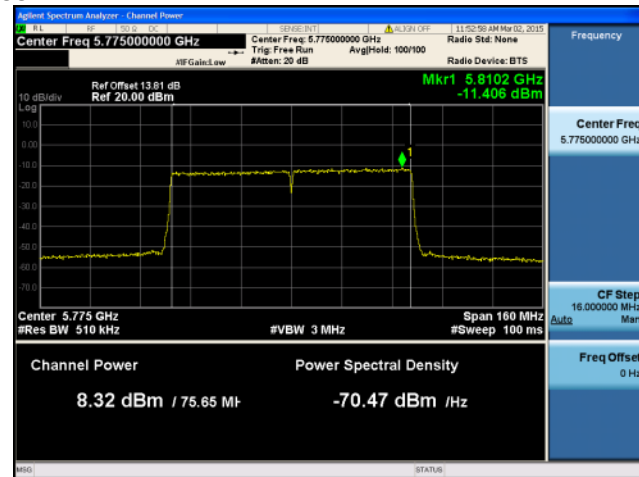 Agilent Spectrum Analyzer - Channel Power
RL RF 50 Ω DC SENSE:INT ALIGN OFF 11:52:58 AM Mar 02, 2015
Center Freq 5.775000000 GHz
Center Freq: 5.775000000 GHz
Radio Std: None
Trig: Free Run Avg|Hold: 100/100
#IFGain:Low #Atten: 20 dB Radio Device: BTS
Frequency
Mkr1 5.8102 GHz
-11.406 dBm
Ref Offset 13.81 dB
10 dB/div Ref 20.00 dBm
Log
10.0
0.00
-10.0
-20.0
-30.0
-40.0
-50.0
-60.0
-70.0
1
Center 5.775 GHz Span 160 MHz
#Res BW 510 kHz #VBW 3 MHz #Sweep 100 ms
Channel Power Power Spectral Density
8.32 dBm / 75.65 MH -70.47 dBm /Hz
Center Freq
5.775000000 GHz
CF Step
16.000000 MHz
Auto Man
Freq Offset
0 Hz
MSG STATUS